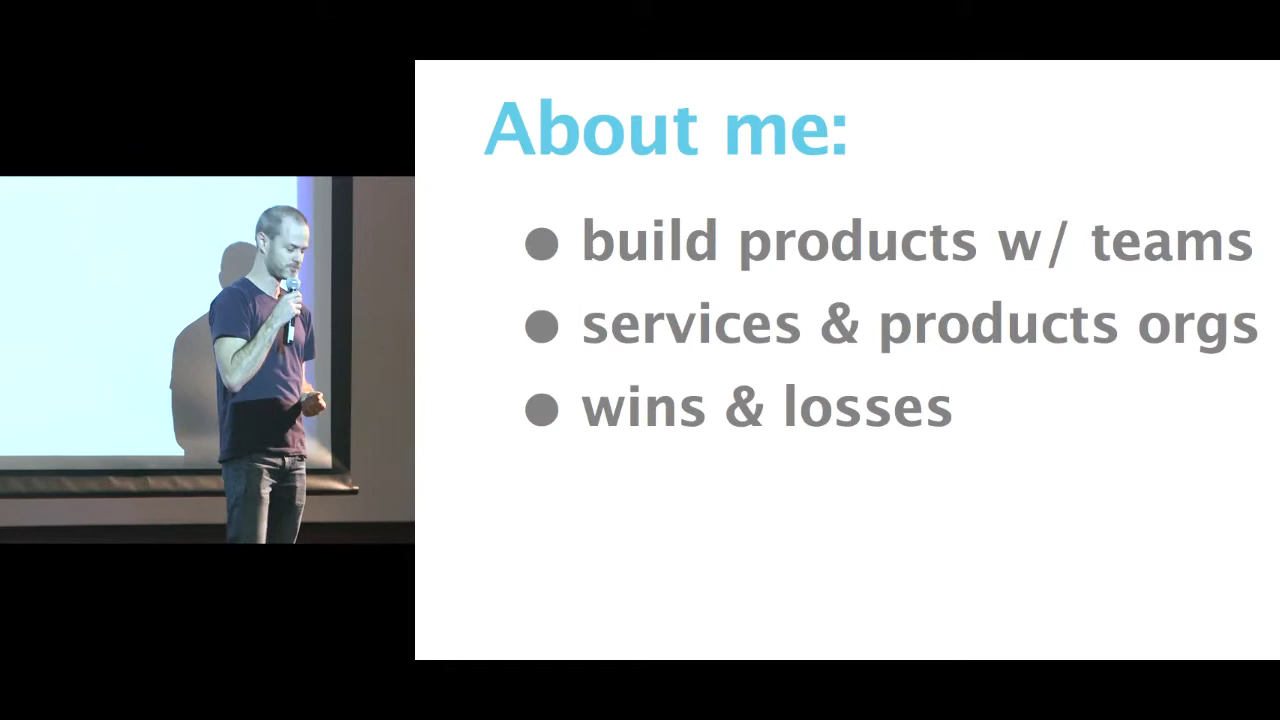 About me:
● build products w/ teams
● services & products orgs
● wins & losses